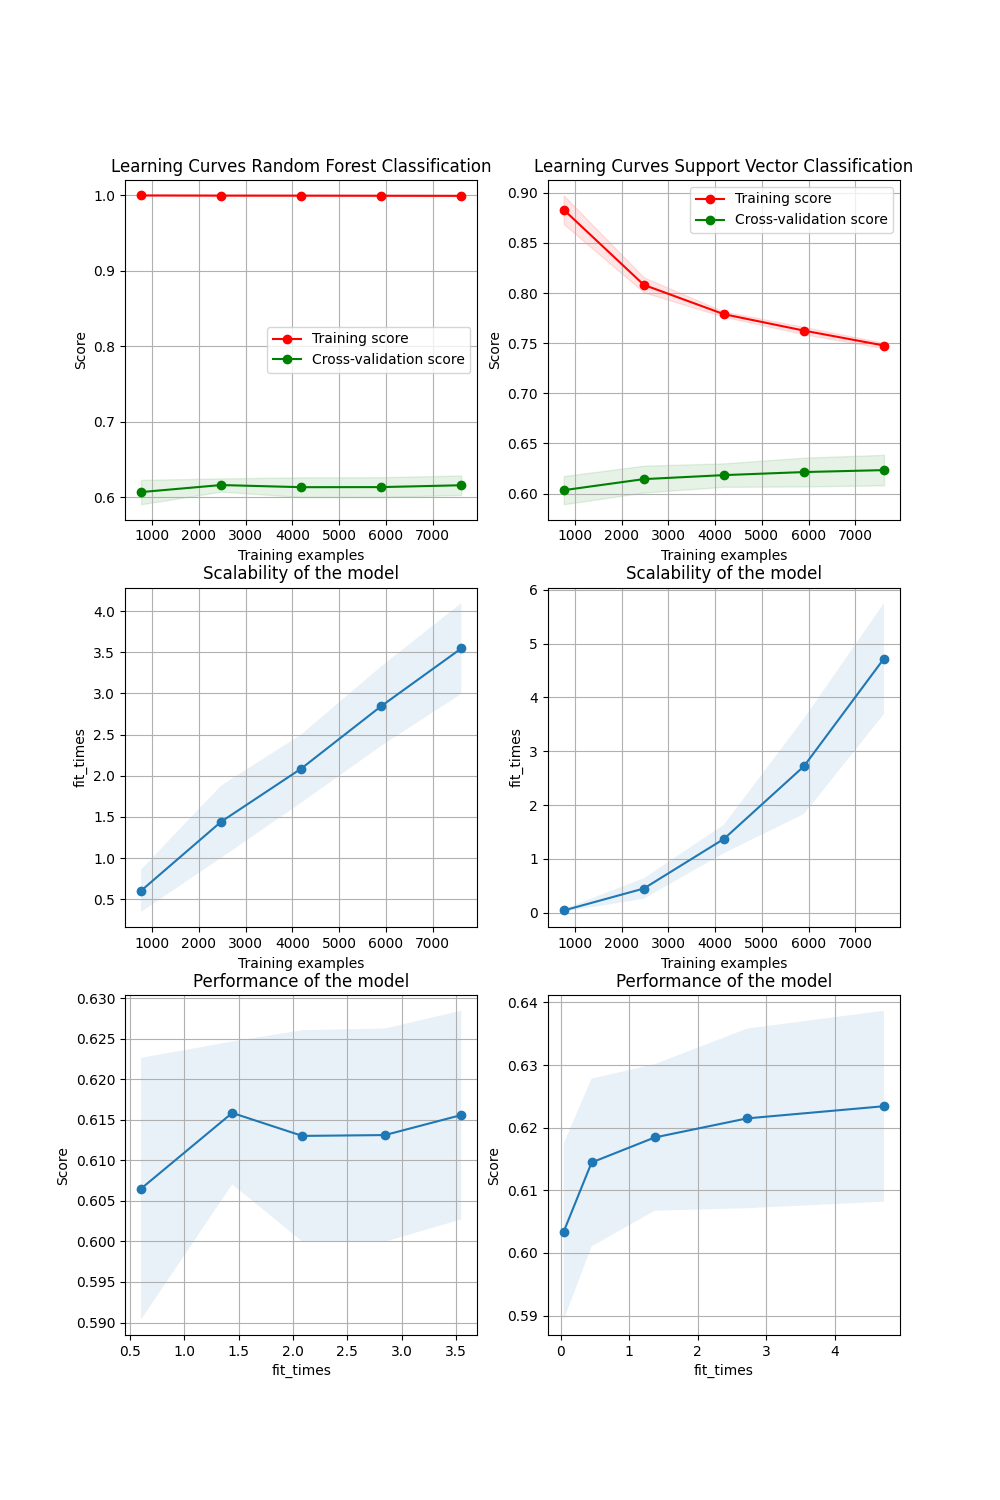 Learning Curves Random Forest Classification
1.0
0.9
0.8
0.7
0.6
Score
Training score
Cross-validation score
1000 2000 3000 4000 5000 6000 7000
Training examples
Learning Curves Support Vector Classification
0.90
0.85
0.80
0.75
0.70
0.65
0.60
Score
Training score
Cross-validation score
1000 2000 3000 4000 5000 6000 7000
Training examples
Scalability of the model
4.0
3.5
3.0
2.5
2.0
1.5
1.0
0.5
fit_times
1000 2000 3000 4000 5000 6000 7000
Training examples
Scalability of the model
6
5
4
3
2
1
0
fit_times
1000 2000 3000 4000 5000 6000 7000
Training examples
Performance of the model
0.630
0.625
0.620
0.615
0.610
0.605
0.600
0.595
0.590
Score
0.5 1.0 1.5 2.0 2.5 3.0 3.5
fit_times
Performance of the model
0.64
0.63
0.62
0.61
0.60
0.59
Score
0 1 2 3 4
fit_times